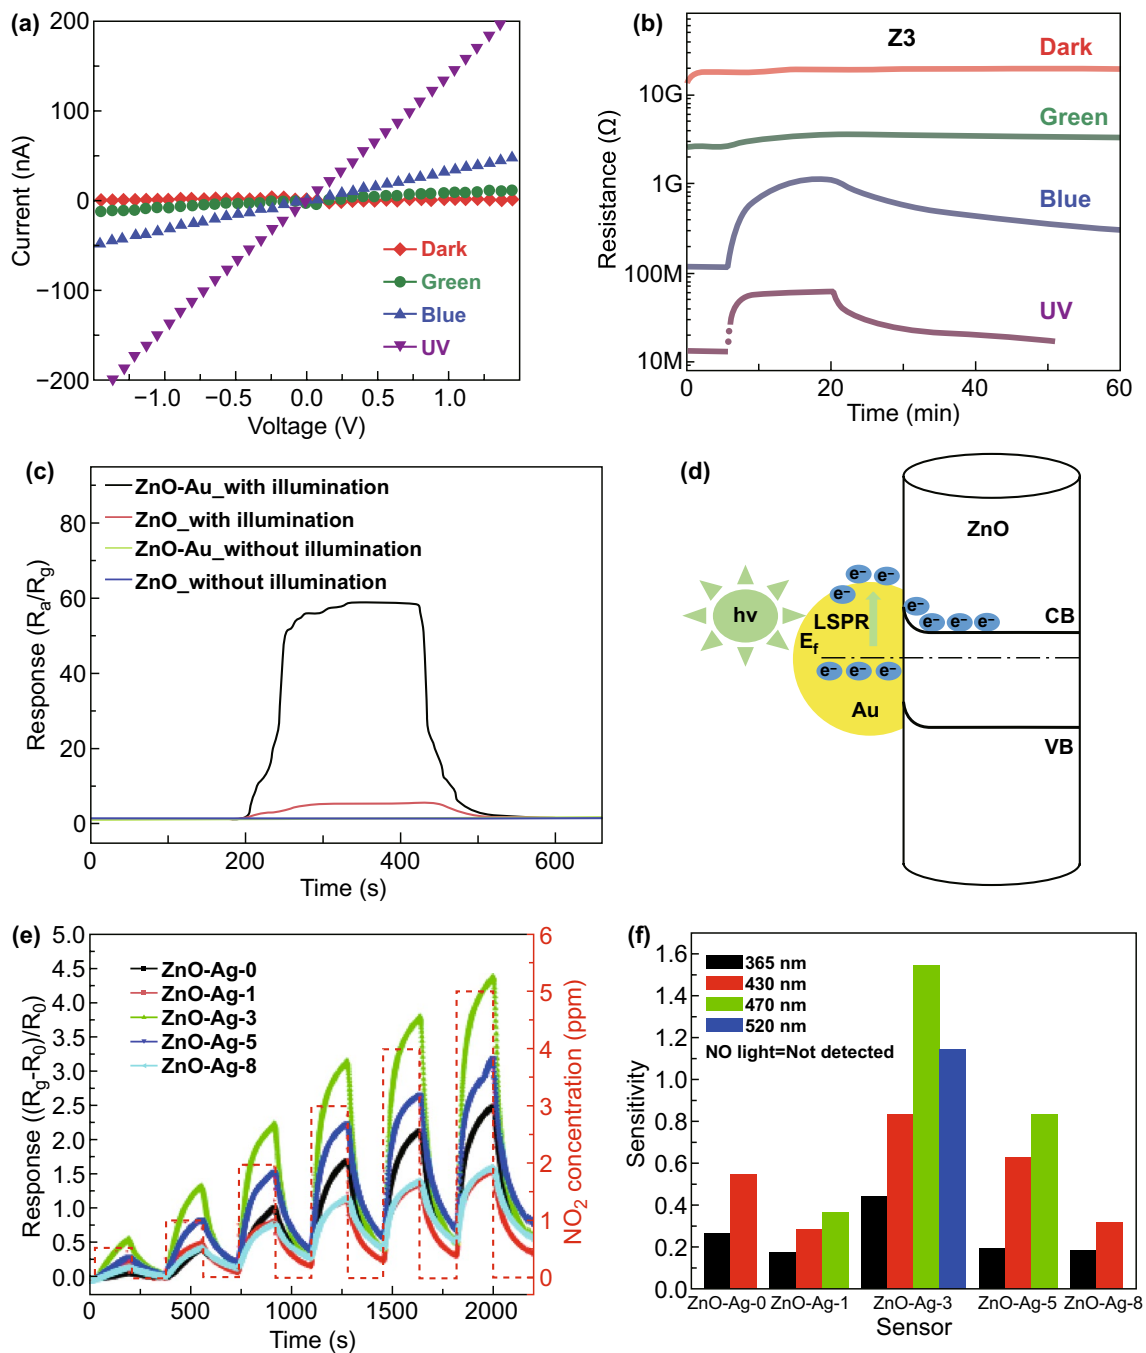 (a)
200
100
0
−100
−200
Current (nA)
Dark
Green
Blue
UV
−1.0
−0.5
0.0
0.5
1.0
Voltage (V)
(b)
Z3
Dark
Green
Blue
UV
10G
1G
100M
10M
Resistance (Ω)
0
20
40
60
Time (min)
(c)
ZnO-Au_with illumination
ZnO_with illumination
ZnO-Au_without illumination
ZnO_without illumination
80
60
40
20
0
Response (Ra/Rg)
0
200
400
600
Time (s)
(d)
ZnO
hv
e− e− e−
LSPR
Ef
e− e− e−
Au
e− e− e− e−
CB
VB
(e)
5.0
4.5
4.0
3.5
3.0
2.5
2.0
1.5
1.0
0.5
0.0
Response ((Rg-R0)/R0)
ZnO-Ag-0
ZnO-Ag-1
ZnO-Ag-3
ZnO-Ag-5
ZnO-Ag-8
6
5
4
3
2
1
0
NO2 concentration (ppm)
0
500
1000
1500
2000
Time (s)
(f)
365 nm
430 nm
470 nm
520 nm
NO light=Not detected
1.6
1.4
1.2
1.0
0.8
0.6
0.4
0.2
0.0
Sensitivity
ZnO-Ag-0
ZnO-Ag-1
ZnO-Ag-3
ZnO-Ag-5
ZnO-Ag-8
Sensor